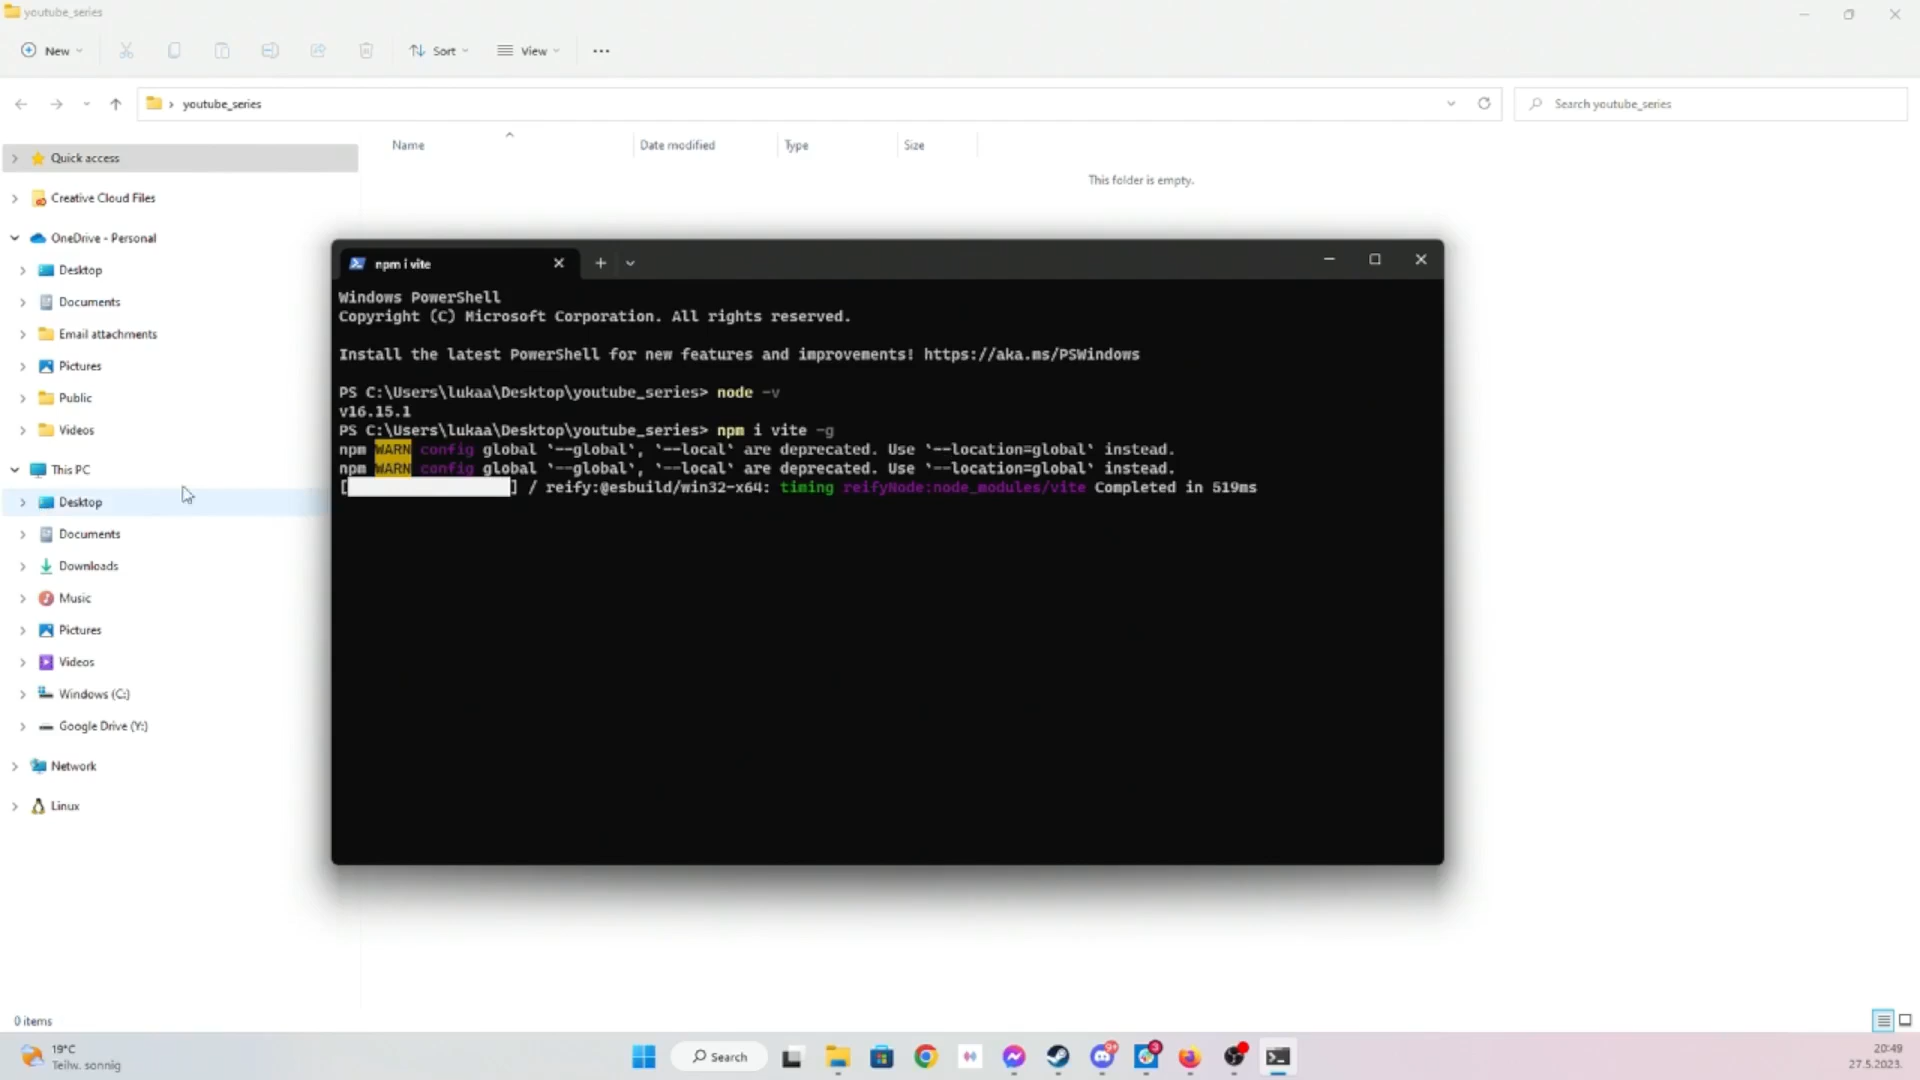 youtube_series
New
Sort
View
youtube_series
Search youtube_series
Name
Date modified
Type
Size
This folder is empty.
Quick access
Creative Cloud Files
OneDrive - Personal
Desktop
Documents
Email attachments
Pictures
Public
Videos
This PC
Desktop
Documents
Downloads
Music
Pictures
Videos
Windows (C:)
Google Drive (Y:)
Network
Linux
npm i vite
Windows PowerShell
Copyright (C) Microsoft Corporation. All rights reserved.
Install the latest PowerShell for new features and improvements! https://aka.ms/PSWindows
PS C:\Users\lukaa\Desktop\youtube_series> node -v
v16.15.1
PS C:\Users\lukaa\Desktop\youtube_series> npm i vite -g
npm WARN config global `--global`, `--local` are deprecated. Use `--location=global` instead.
npm WARN config global `--global`, `--local` are deprecated. Use `--location=global` instead.
[                  ] / reify:@esbuild/win32-x64: timing reifyNode:node_modules/vite Completed in 519ms
0 items
19°C
Teilw. sonnig
Search
9+
3
20:49
27.5.2023.